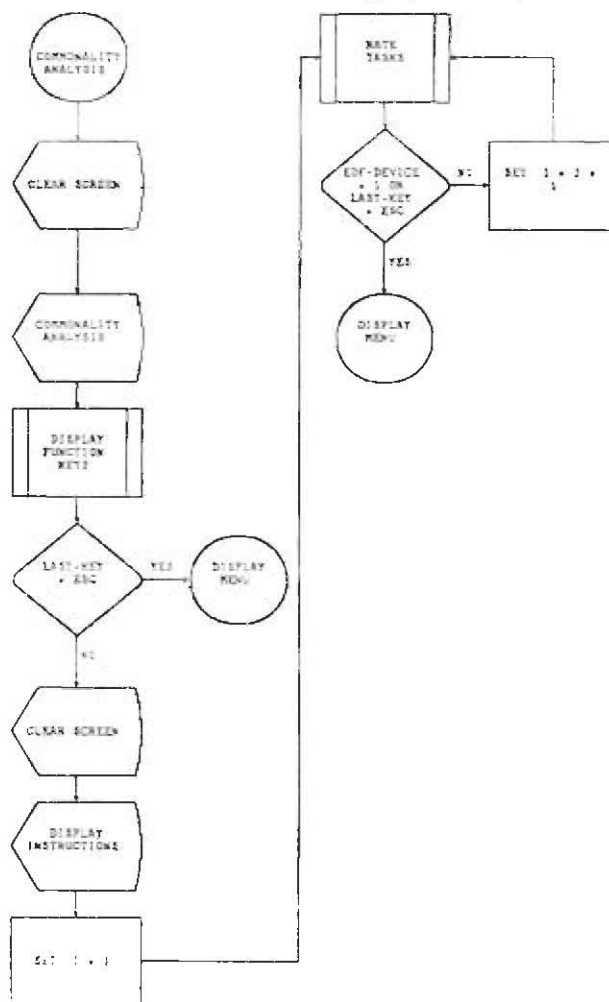 COMMONALITY
ANALYSIS
CLEAR SCREEN
COMMONALITY
ANALYSIS
DISPLAY
FUNCTION
KEYS
LAST-KEY
= ESC
YES
DISPLAY
MENU
NO
CLEAR SCREEN
DISPLAY
INSTRUCTIONS
SET
RATE
TASKS
EOF-DEVICE
= 1 OR
LAST-KEY
= ESC
NO
SET
YES
DISPLAY
MENU